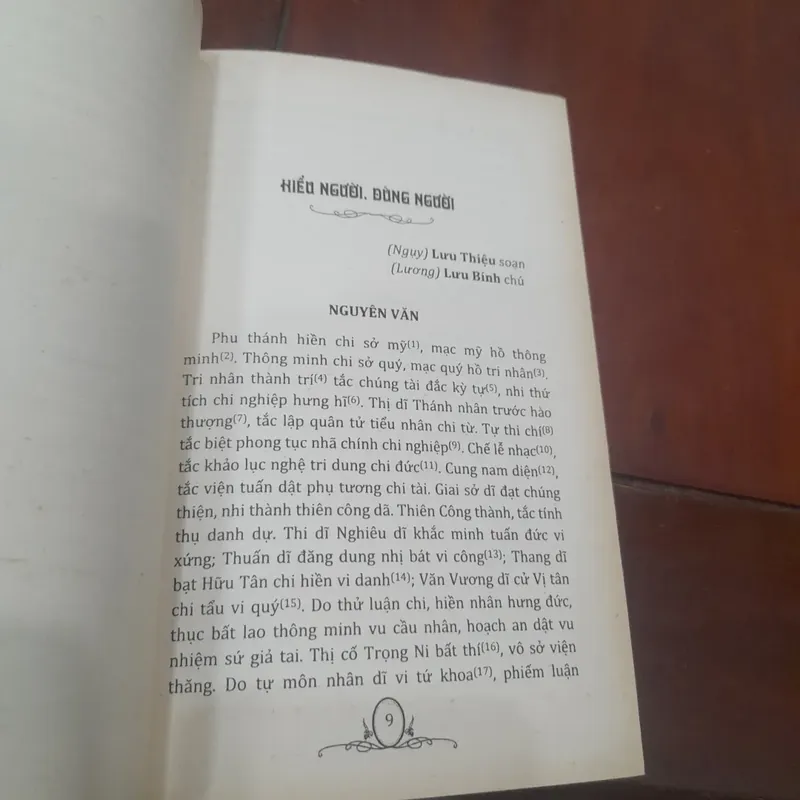 HIỂU NGƯỜI, DÙNG NGƯỜI
(Ngụy) Lưu Thiệu soạn
(Lương) Lưu Bính chú
NGUYÊN VĂN
Phu thánh hiền chi sở mỹ(1), mạc mỹ hồ thông
minh(2). Thông minh chi sở quý, mạc quý hồ tri nhân(3).
Tri nhân thành trí(4) tắc chúng tài đắc kỳ tự(5), nhi thứ
tích chi nghiệp hưng hĩ(6). Thị dĩ Thánh nhân trước hào
thượng(7), tắc lập quân tử tiểu nhân chi từ. Tự thi chí(8)
tắc biệt phong tục nhã chính chi nghiệp(9). Chế lễ nhạc(10),
tắc khảo lục nghệ tri dung chi đức(11). Cung nam diện(12),
tắc viện tuấn dật phụ tương chi tài. Giai sở dĩ đạt chúng
thiện, nhi thành thiên công dã. Thiên Công thành, tắc tính
thụ danh dự. Thi dĩ Nghiêu dĩ khắc minh tuấn đức vi
xứng; Thuấn dĩ đăng dung nhị bát vi công(13); Thang dĩ
bạt Hữu Tân chi hiền vi danh(14); Văn Vương dĩ cử Vị tân
chi tẩu vi quý(15). Do thử luận chi, hiền nhân hưng đức,
thục bất lao thông minh vu cầu nhân, hoạch an dật vu
nhiệm sứ giả tai. Thị cố Trọng Ni bất thí(16), vô sở viện
thăng. Do tự môn nhân dĩ vi tứ khoa(17), phiếm luận
9